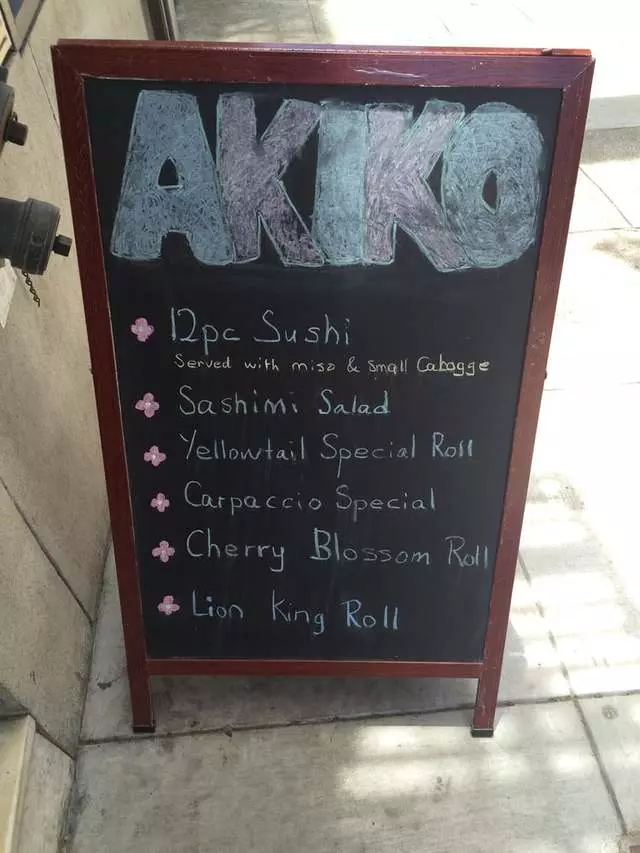 AKIKO
12pc Sushi
Served with miso & Small Cabagge
Sashimi Salad
Yellowtail Special Roll
Carpaccio Special
Cherry Blossom Roll
Lion King Roll